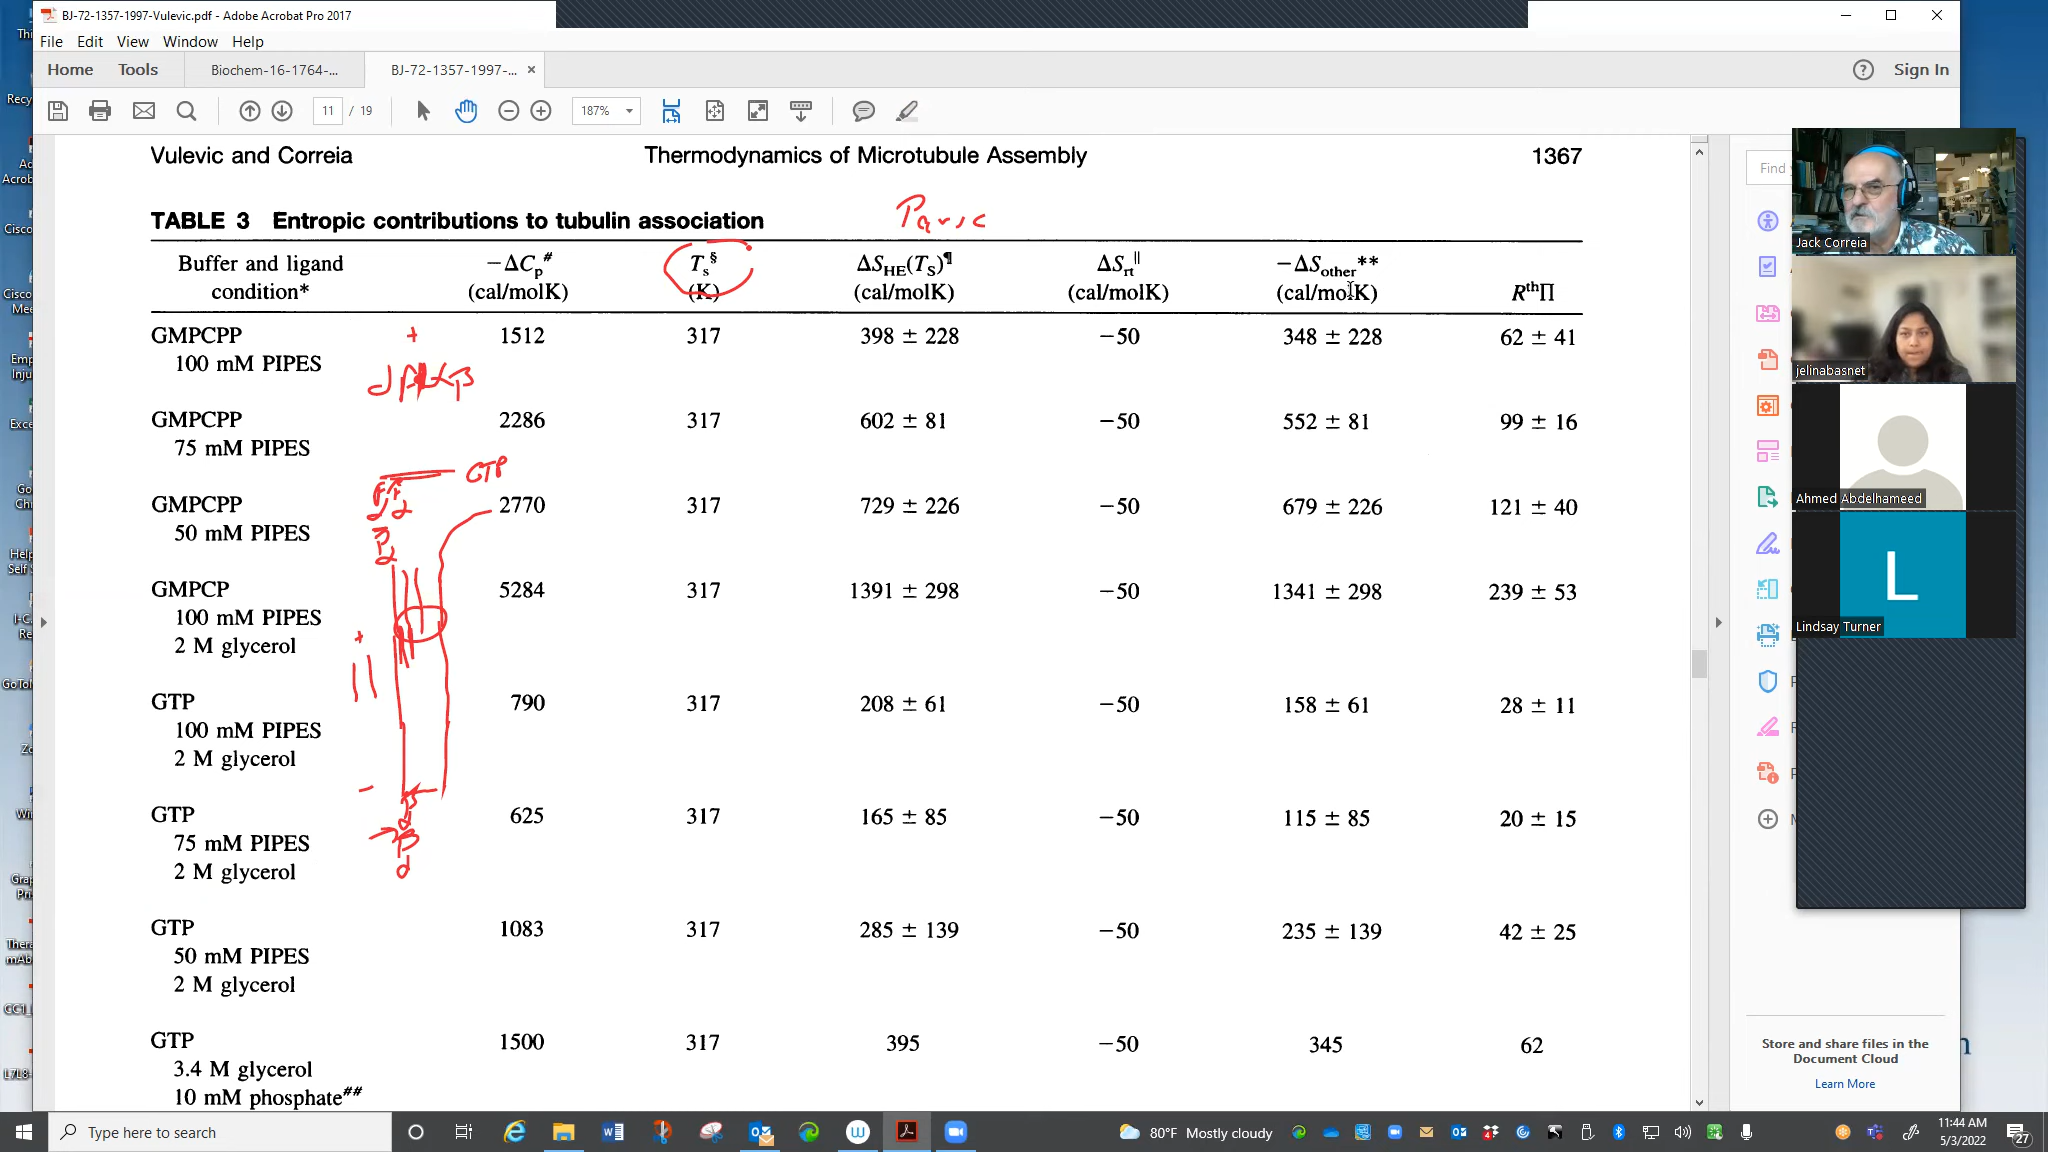 BJ-72-1357-1997-Vulevic.pdf - Adobe Acrobat Pro 2017
File Edit View Window Help
Home Tools Biochem-16-1764-... BJ-72-1357-1997-... × Sign In
11 / 19 187%
Vulevic and Correia Thermodynamics of Microtubule Assembly 1367
TABLE 3 Entropic contributions to tubulin association
Buffer and ligand condition* −ΔCp# (cal/molK) Ts§ (K) ΔSHE(TS)¶ (cal/molK) ΔSrt‖ (cal/molK) −ΔSother** (cal/molK) RthΠ
GMPCPP 1512 317 398 ± 228 −50 348 ± 228 62 ± 41
100 mM PIPES
GMPCPP 2286 317 602 ± 81 −50 552 ± 81 99 ± 16
75 mM PIPES
GTP
GMPCPP 2770 317 729 ± 226 −50 679 ± 226 121 ± 40
50 mM PIPES
GMPCP 5284 317 1391 ± 298 −50 1341 ± 298 239 ± 53
100 mM PIPES
2 M glycerol
GTP 790 317 208 ± 61 −50 158 ± 61 28 ± 11
100 mM PIPES
2 M glycerol
GTP 625 317 165 ± 85 −50 115 ± 85 20 ± 15
75 mM PIPES
2 M glycerol
GTP 1083 317 285 ± 139 −50 235 ± 139 42 ± 25
50 mM PIPES
2 M glycerol
GTP 1500 317 395 −50 345 62
3.4 M glycerol
10 mM phosphate##
Find
Jack Correia
jelinabasnet
Ahmed Abdelhameed
L
Lindsay Turner
Store and share files in the
Document Cloud
Learn More
Type here to search
80°F Mostly cloudy
11:44 AM
5/3/2022
27